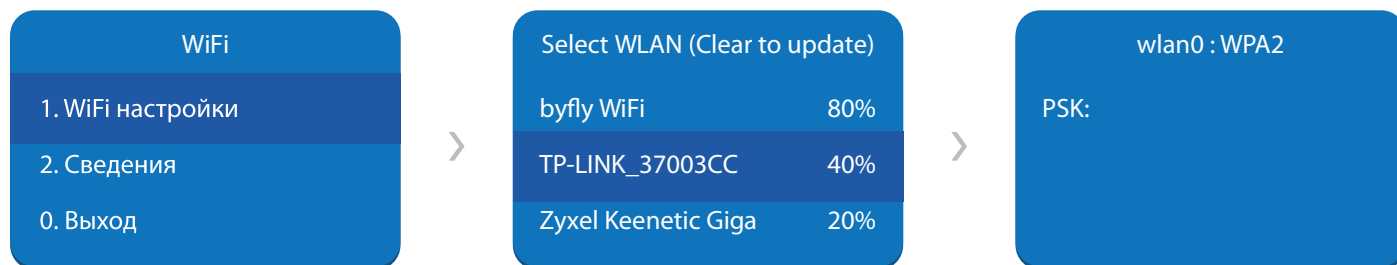 WiFi
1. WiFi настройки
2. Сведения
0. Выход
Select WLAN (Clear to update)
byfly WiFi 80%
TP-LINK_37003CC 40%
Zyxel Keenetic Giga 20%
wlan0 : WPA2
PSK: